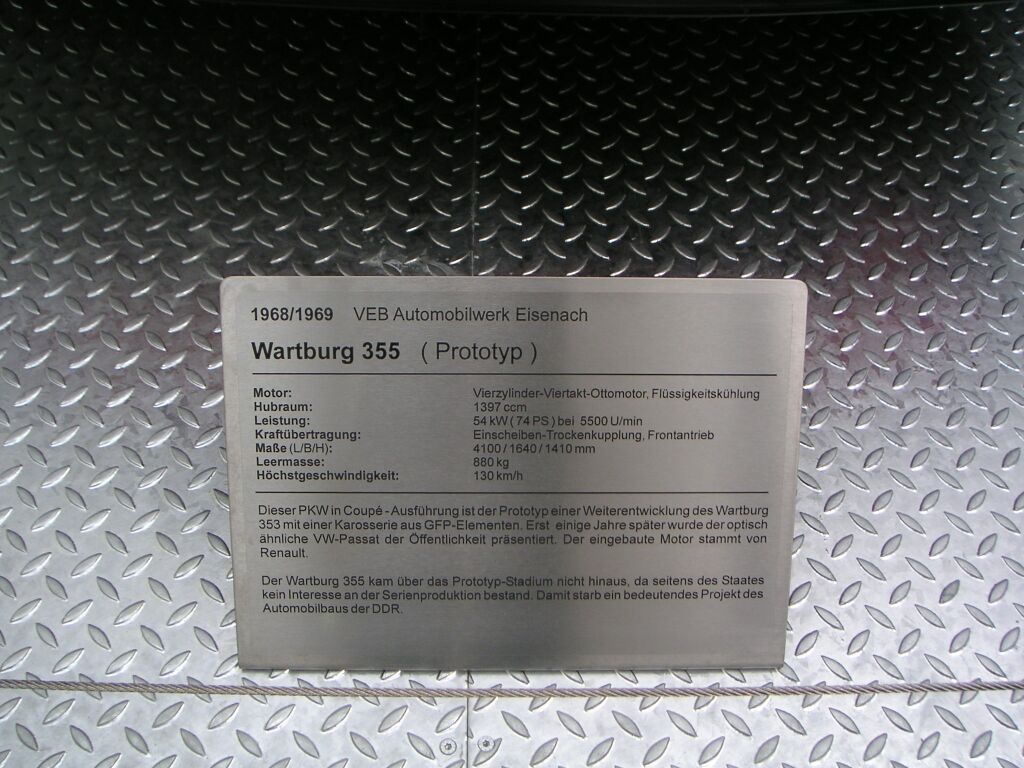 1968/1969 VEB Automobilwerk Eisenach
Wartburg 355 ( Prototyp )
Motor: Vierzylinder-Viertakt-Ottomotor, Flüssigkeitskühlung
Hubraum: 1397 ccm
Leistung: 54 kW ( 74 PS ) bei 5500 U/min
Kraftübertragung: Einscheiben-Trockenkupplung, Frontantrieb
Maße (L/B/H): 4100 / 1640 / 1410 mm
Leermasse: 880 kg
Höchstgeschwindigkeit: 130 km/h
Dieser PKW in Coupé - Ausführung ist der Prototyp einer Weiterentwicklung des Wartburg
353 mit einer Karosserie aus GFP-Elementen. Erst einige Jahre später wurde der optisch
ähnliche VW-Passat der Öffentlichkeit präsentiert. Der eingebaute Motor stammt von
Renault.
Der Wartburg 355 kam über das Prototyp-Stadium nicht hinaus, da seitens des Staates
kein Interesse an der Serienproduktion bestand. Damit starb ein bedeutendes Projekt des
Automobilbaus der DDR.